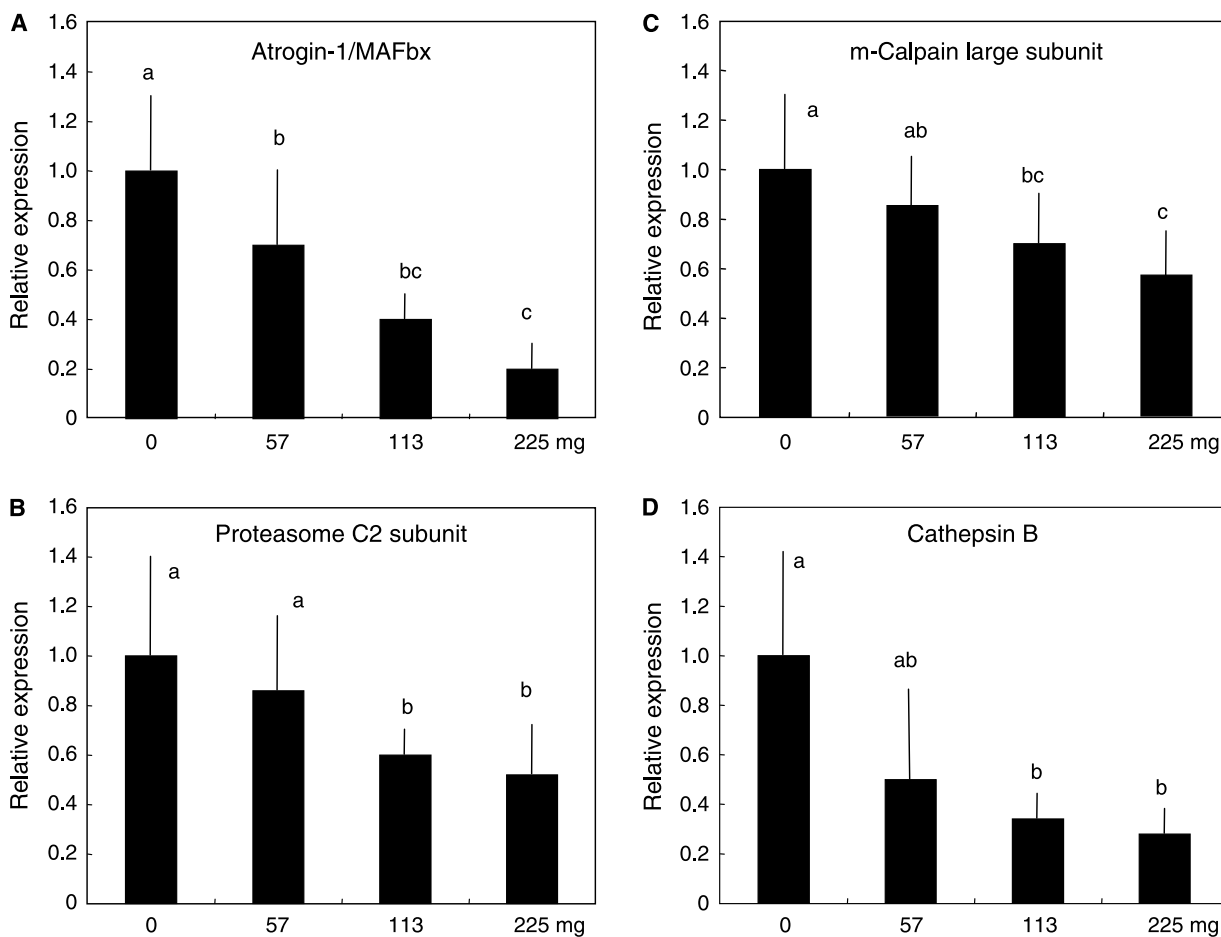 A
Atrogin-1/MAFbx
Relative expression
1.6
1.4
1.2
1.0
0.8
0.6
0.4
0.2
0
a
b
bc
c
0 57 113 225 mg
B
Proteasome C2 subunit
Relative expression
1.6
1.4
1.2
1.0
0.8
0.6
0.4
0.2
0
a
a
b
b
0 57 113 225 mg
C
m-Calpain large subunit
Relative expression
1.6
1.4
1.2
1.0
0.8
0.6
0.4
0.2
0
a
ab
bc
c
0 57 113 225 mg
D
Cathepsin B
Relative expression
1.6
1.4
1.2
1.0
0.8
0.6
0.4
0.2
0
a
ab
b
b
0 57 113 225 mg